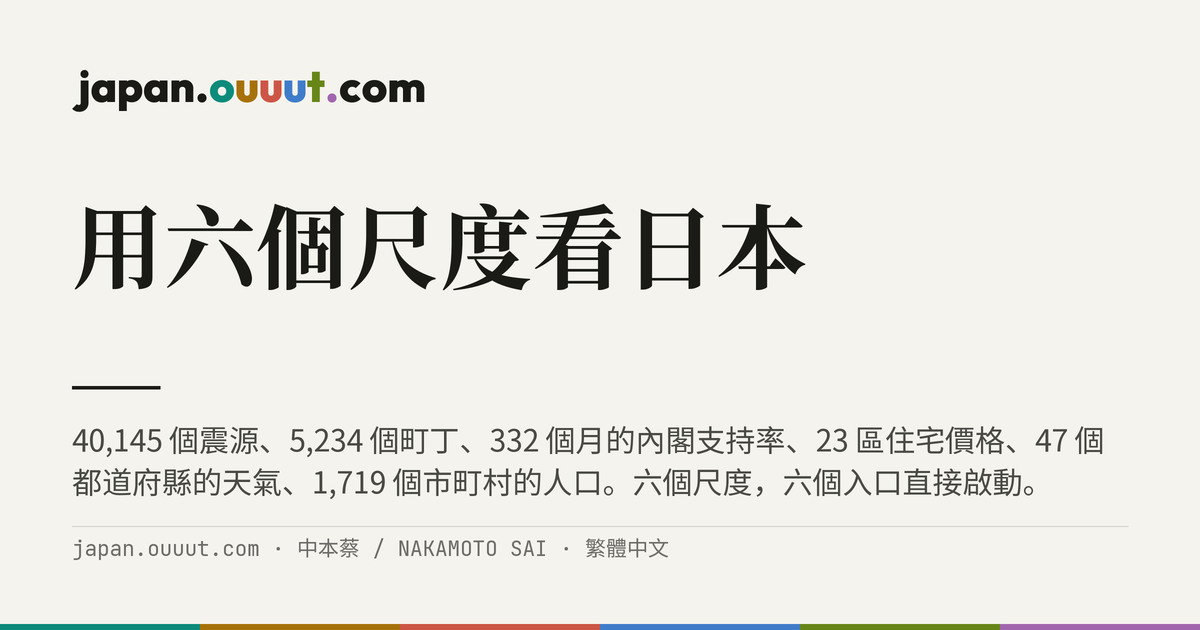 japan.ouuut.com
用六個尺度看日本
40,145 個震源、5,234 個町丁、332 個月的內閣支持率、23 區住宅價格、47 個
都道府縣的天氣、1,719 個市町村的人口。六個尺度，六個入口直接啟動。
japan.ouuut.com · 中本蔡 / NAKAMOTO SAI · 繁體中文